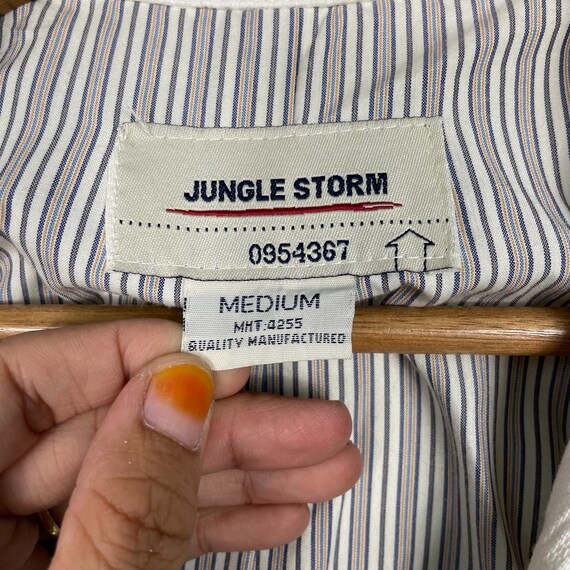 JUNGLE STORM
0954367
MEDIUM
MHT:4255
QUALITY MANUFACTURED